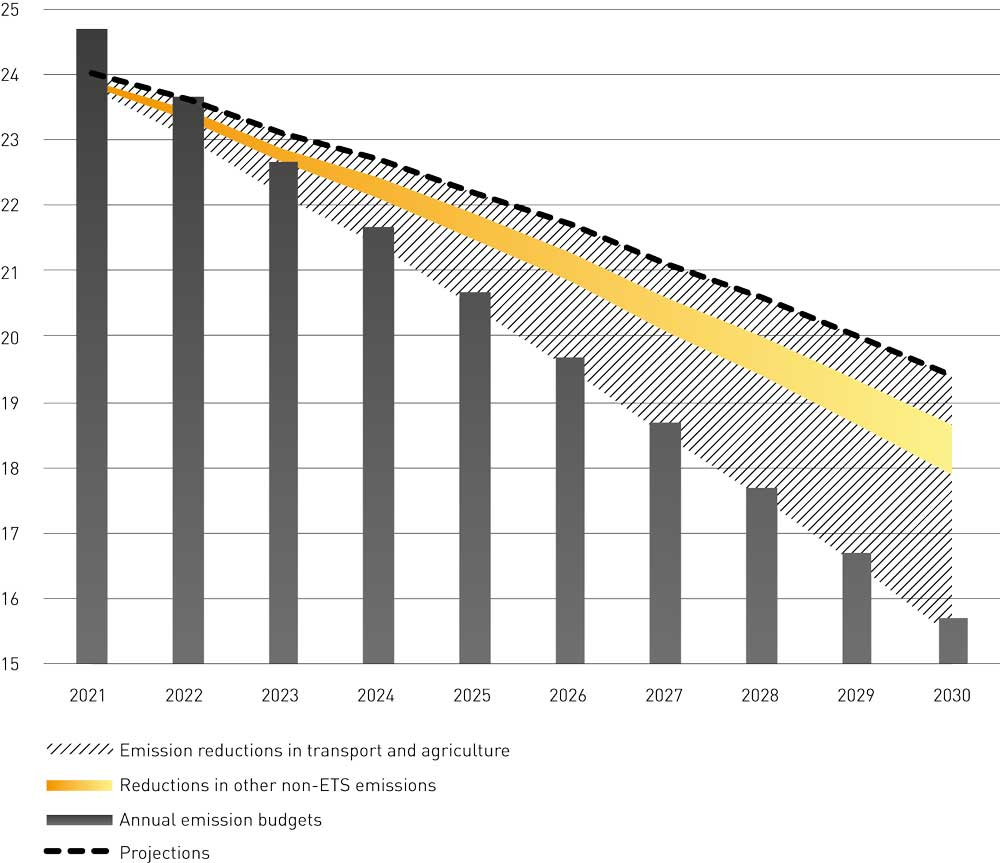 25
24
23
22
21
20
19
18
17
16
15
2021 2022 2023 2024 2025 2026 2027 2028 2029 2030
Emission reductions in transport and agriculture
Reductions in other non-ETS emissions
Annual emission budgets
Projections